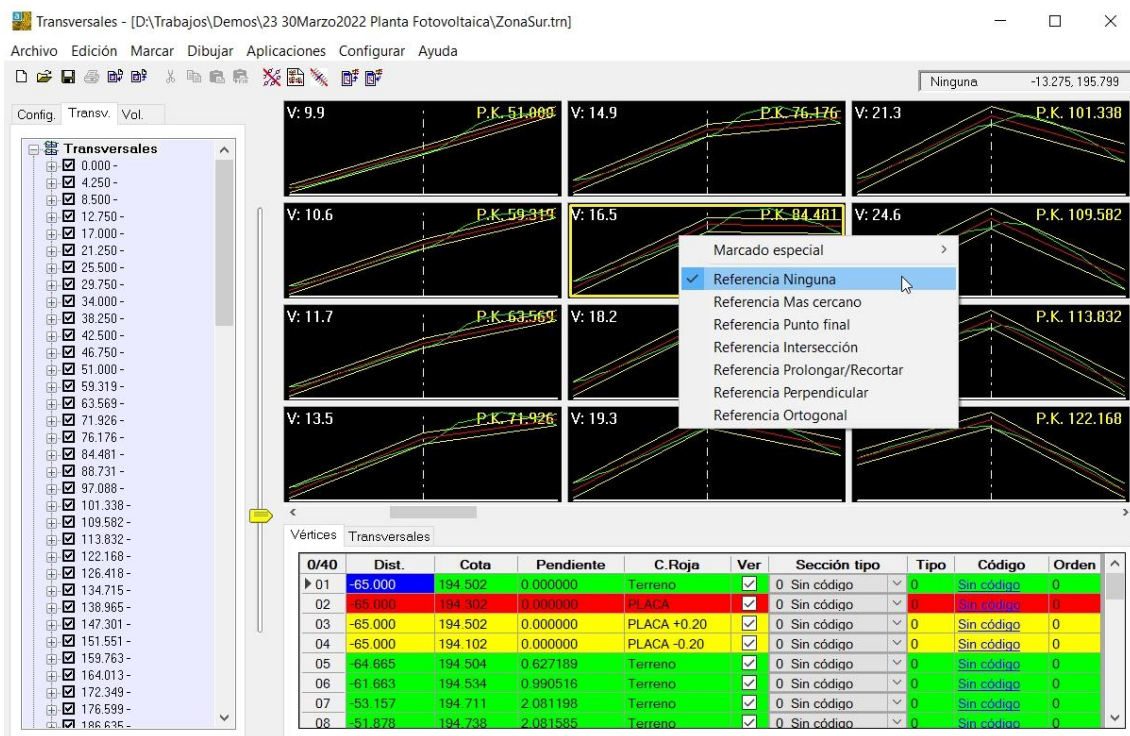 Transversales - [D:\Trabajos\Demos\23 30Marzo2022 Planta Fotovoltaica\ZonaSur.trn]
Archivo Edición Marcar Dibujar Aplicaciones Configurar Ayuda
Ninguna -13.275, 195.799
Config. Transv. Vol.
Transversales
0.000 -
4.250 -
8.500 -
12.750 -
17.000 -
21.250 -
25.500 -
29.750 -
34.000 -
38.250 -
42.500 -
46.750 -
51.000 -
59.319 -
63.569 -
71.926 -
76.176 -
84.481 -
88.731 -
97.088 -
101.338 -
109.582 -
113.832 -
122.168 -
126.418 -
134.715 -
138.965 -
147.301 -
151.551 -
159.763 -
164.013 -
172.349 -
176.599 -
186.635 -
V: 9.9 P.K. 51.000 V: 14.9 P.K. 76.176 V: 21.3 P.K. 101.338
V: 10.6 P.K. 59.319 V: 16.5 P.K. 84.481 V: 24.6 P.K. 109.582
V: 11.7 P.K. 63.569 V: 18.2 P.K. 113.832
V: 13.5 P.K. 71.926 V: 19.3 P.K. 122.168
Marcado especial
Referencia Ninguna
Referencia Mas cercano
Referencia Punto final
Referencia Intersección
Referencia Prolongar/Recortar
Referencia Perpendicular
Referencia Ortogonal
Vértices Transversales
0/40 Dist. Cota Pendiente C.Roja Ver Sección tipo Tipo Código Orden
01 -65.000 194.502 0.000000 Terreno 0 Sin código 0 Sin código 0
02 -65.000 194.302 0.000000 PLACA 0 Sin código 0 Sin código 0
03 -65.000 194.502 0.000000 PLACA +0.20 0 Sin código 0 Sin código 0
04 -65.000 194.102 0.000000 PLACA -0.20 0 Sin código 0 Sin código 0
05 -64.665 194.504 0.627189 Terreno 0 Sin código 0 Sin código 0
06 -61.663 194.534 0.990516 Terreno 0 Sin código 0 Sin código 0
07 -53.157 194.711 2.081198 Terreno 0 Sin código 0 Sin código 0
08 -51.878 194.738 2.081585 Terreno 0 Sin código 0 Sin código 0